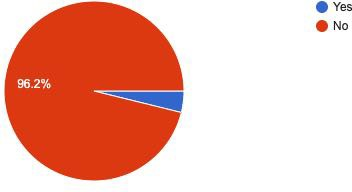 Yes
No
96.2%